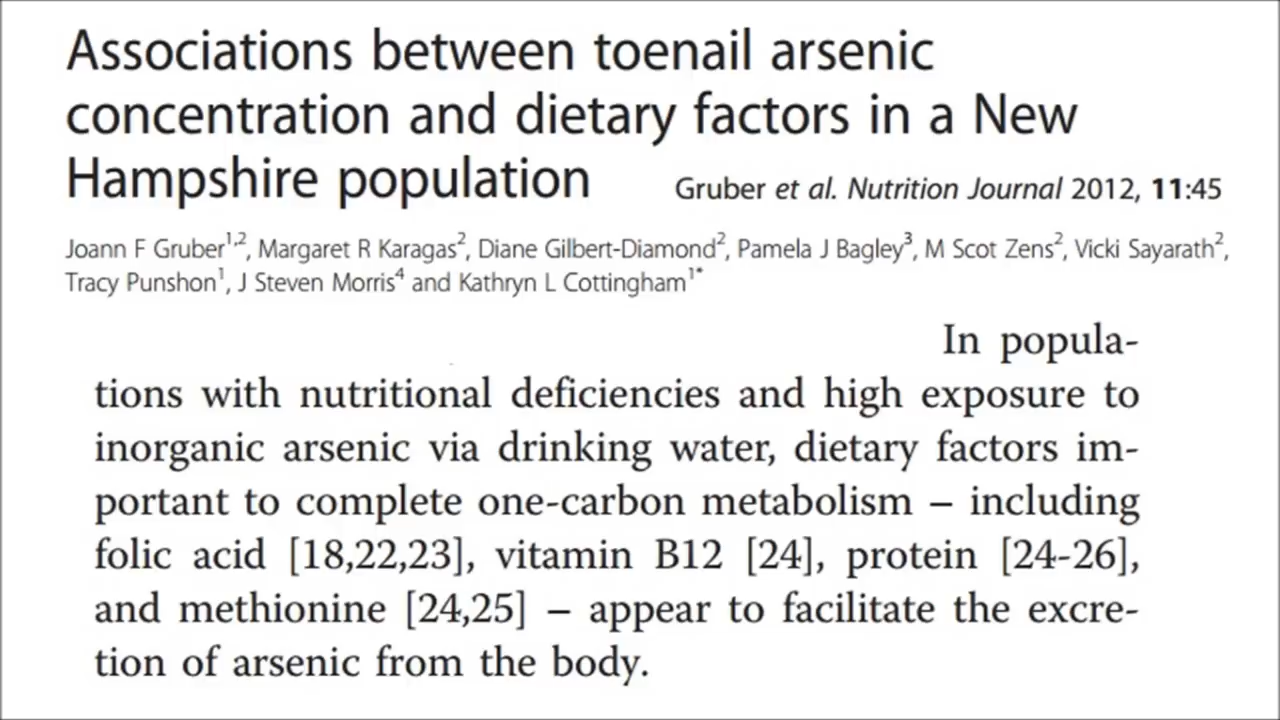 Associations between toenail arsenic
concentration and dietary factors in a New
Hampshire population
Gruber et al. Nutrition Journal 2012, 11:45
Joann F Gruber1,2, Margaret R Karagas2, Diane Gilbert-Diamond2, Pamela J Bagley3, M Scot Zens2, Vicki Sayarath2,
Tracy Punshon1, J Steven Morris4 and Kathryn L Cottingham1*
In popula-
tions with nutritional deficiencies and high exposure to
inorganic arsenic via drinking water, dietary factors im-
portant to complete one-carbon metabolism – including
folic acid [18,22,23], vitamin B12 [24], protein [24-26],
and methionine [24,25] – appear to facilitate the excre-
tion of arsenic from the body.